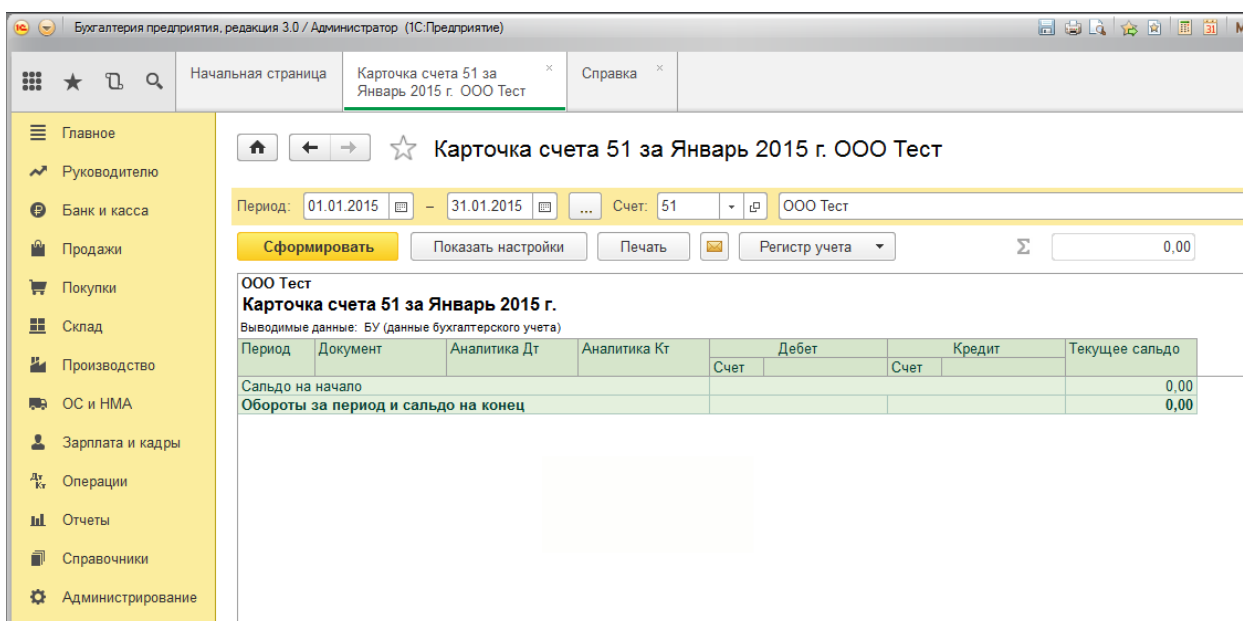 Бухгалтерия предприятия, редакция 3.0 / Администратор (1С:Предприятие)
31
M
Начальная страница
Карточка счета 51 за
Январь 2015 г. ООО Тест
Справка
Главное
Руководителю
Банк и касса
Продажи
Покупки
Склад
Производство
ОС и НМА
Зарплата и кадры
Дт Кт Операции
Отчеты
Справочники
Администрирование
Карточка счета 51 за Январь 2015 г. ООО Тест
Период: 01.01.2015 – 31.01.2015 ... Счет: 51 ООО Тест
Сформировать Показать настройки Печать Регистр учета Σ 0,00
ООО Тест
Карточка счета 51 за Январь 2015 г.
Выводимые данные: БУ (данные бухгалтерского учета)
Период Документ Аналитика Дт Аналитика Кт Дебет Кредит Текущее сальдо
Счет Счет
Сальдо на начало 0,00
Обороты за период и сальдо на конец 0,00